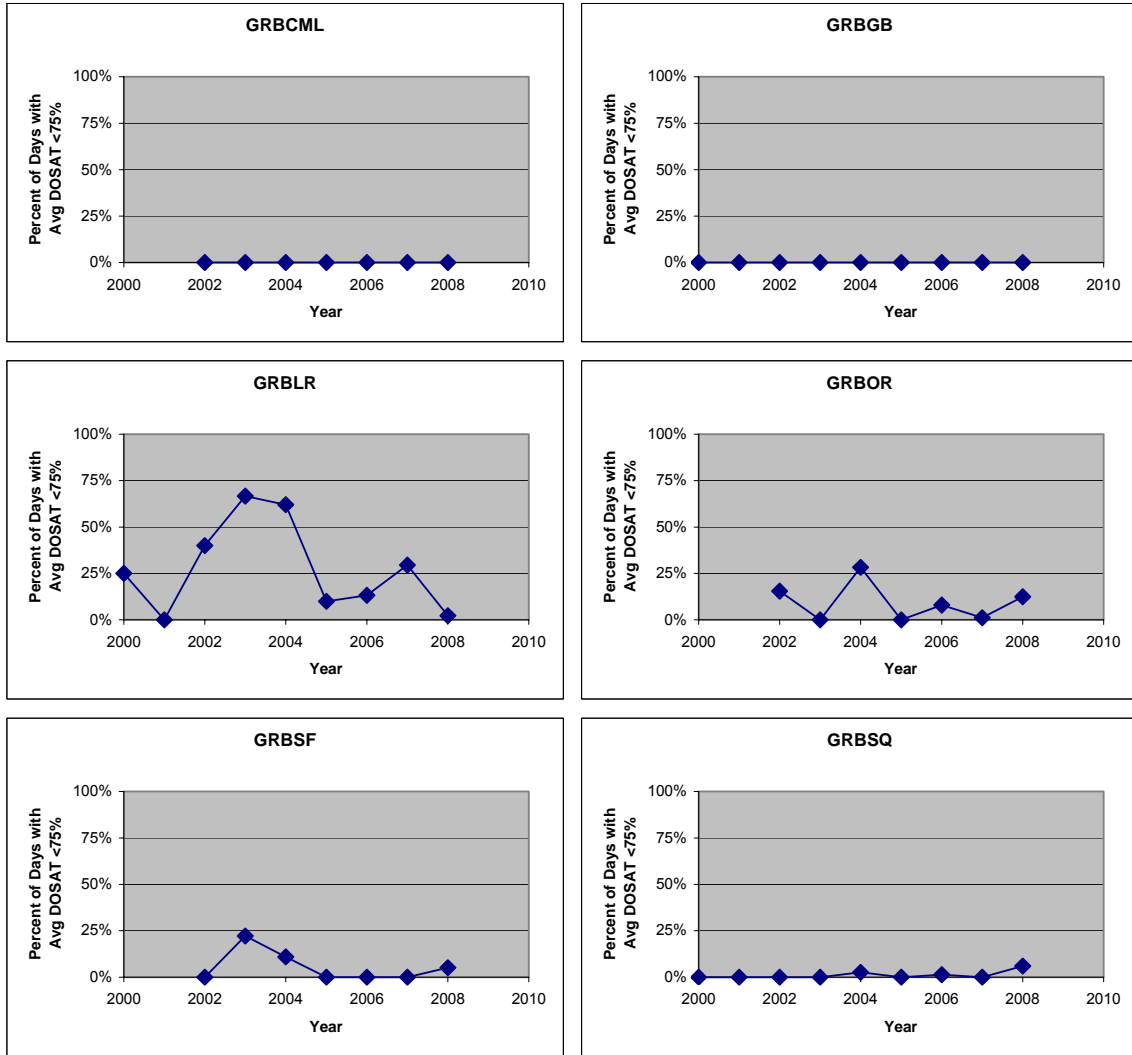 GRBCML
Percent of Days with
Avg DOSAT <75%
100%
75%
50%
25%
0%
2000 2002 2004 2006 2008 2010
Year
GRBGB
Percent of Days with
Avg DOSAT <75%
100%
75%
50%
25%
0%
2000 2002 2004 2006 2008 2010
Year
GRBLR
Percent of Days with
Avg DOSAT <75%
100%
75%
50%
25%
0%
2000 2002 2004 2006 2008 2010
Year
GRBOR
Percent of Days with
Avg DOSAT <75%
100%
75%
50%
25%
0%
2000 2002 2004 2006 2008 2010
Year
GRBSF
Percent of Days with
Avg DOSAT <75%
100%
75%
50%
25%
0%
2000 2002 2004 2006 2008 2010
Year
GRBSQ
Percent of Days with
Avg DOSAT <75%
100%
75%
50%
25%
0%
2000 2002 2004 2006 2008 2010
Year